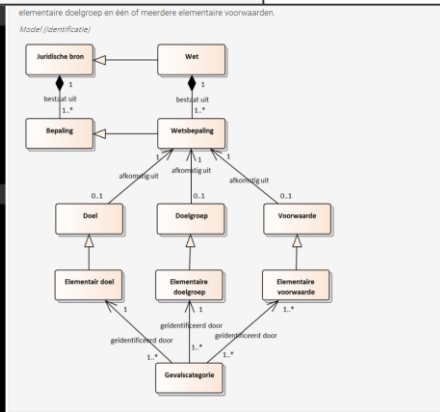 elementaire doelgroep en één of meerdere elementaire voorwaarden.
Model (Identificatie)
Juridische bron
Wet
1
1
bestaat uit
bestaat uit
1..*
1..*
Bepaling
Wetsbepaling
1
1
1
afkomstig uit
afkomstig uit
afkomstig uit
0..1
0..1
0..1
Doel
Doelgroep
Voorwaarde
Elementair doel
Elementaire
doelgroep
Elementaire
voorwaarde
1
1
1..*
geïdentificeerd door
geïdentificeerd door
geïdentificeerd door
1..*
1..*
1..*
Gevalscategorie